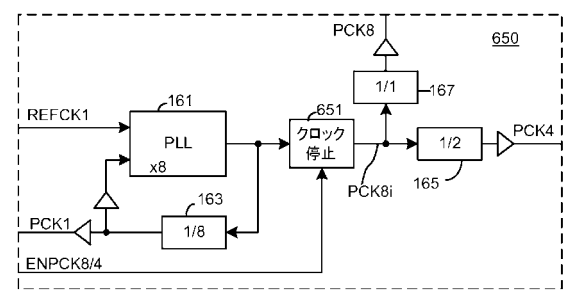 PCK8
650
1/1
167
REFCK1
161
PLL
x8
651
クロック
停止
PCK8i
1/2
165
PCK4
163
1/8
PCK1
ENPCK8/4